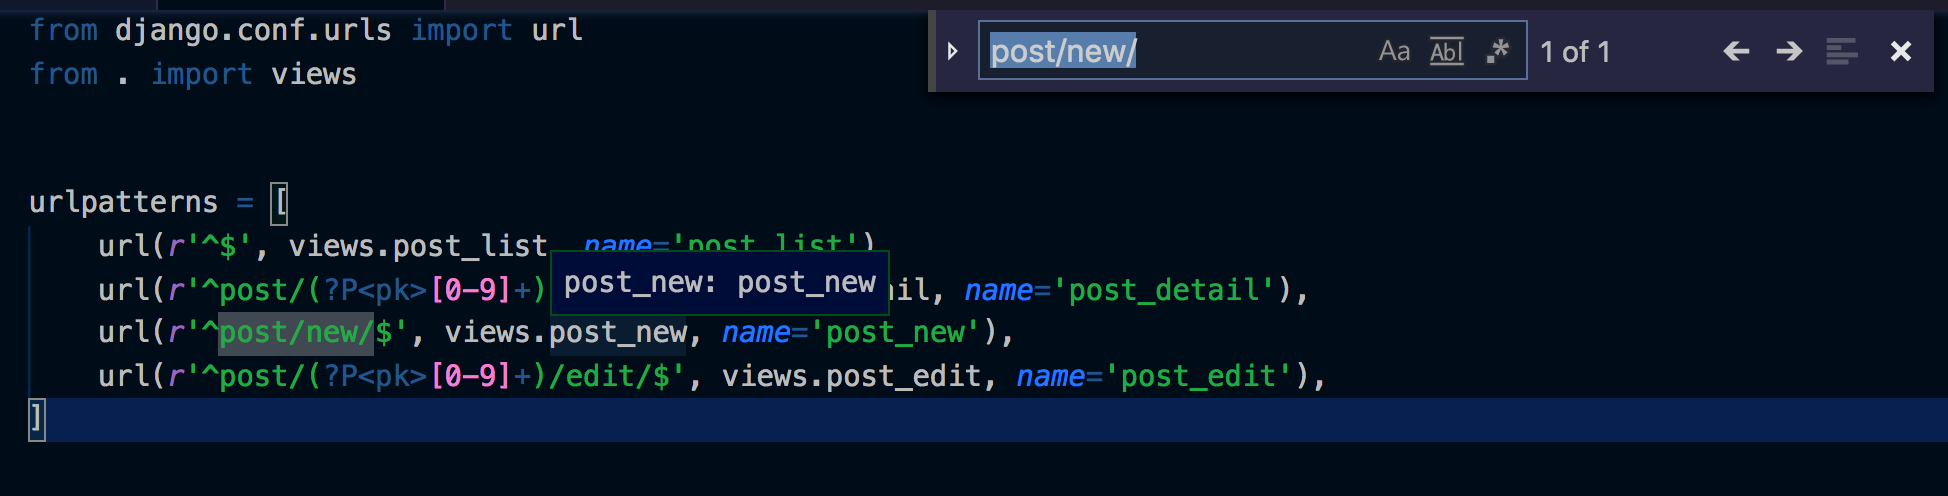 from django.conf.urls import url
from . import views
post/new/
Aa Abl .* 1 of 1
urlpatterns = [
url(r'^$', views.post_list, name='post_list')
post_new: post_new
url(r'^post/(?P<pk>[0-9]+) il, name='post_detail'),
url(r'^post/new/$', views.post_new, name='post_new'),
url(r'^post/(?P<pk>[0-9]+)/edit/$', views.post_edit, name='post_edit'),
]